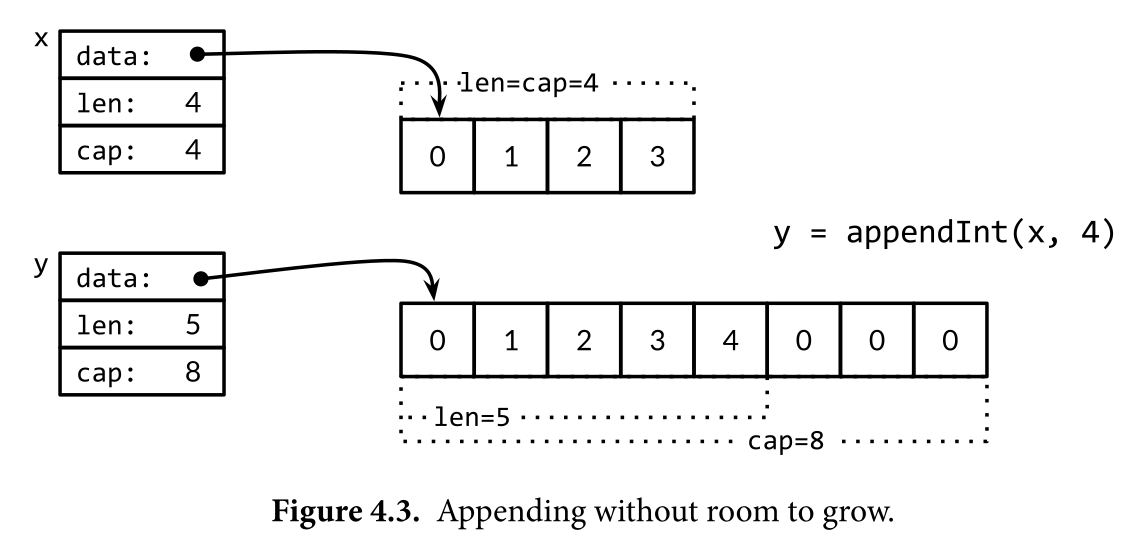 x
data:
len: 4
cap: 4
len=cap=4
0 1 2 3
y = appendInt(x, 4)
y
data:
len: 5
cap: 8
0 1 2 3 4 0 0 0
len=5
cap=8
Figure 4.3. Appending without room to grow.